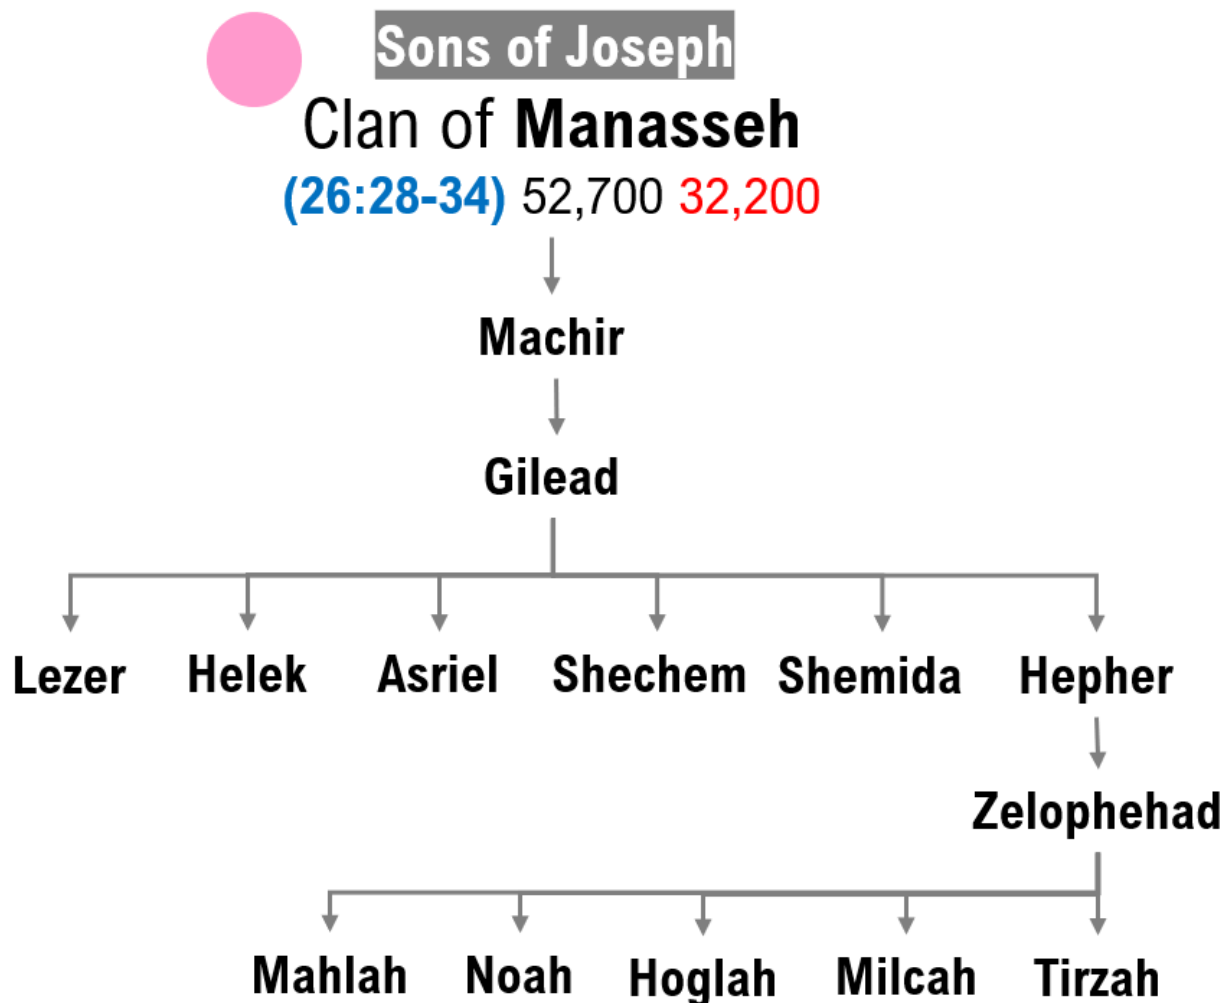 Sons of Joseph
Clan of Manasseh
(26:28-34) 52,700 32,200
Machir
Gilead
Lezer Helek Asriel Shechem Shemida Hepher
Zelophehad
Mahlah Noah Hoglah Milcah Tirzah